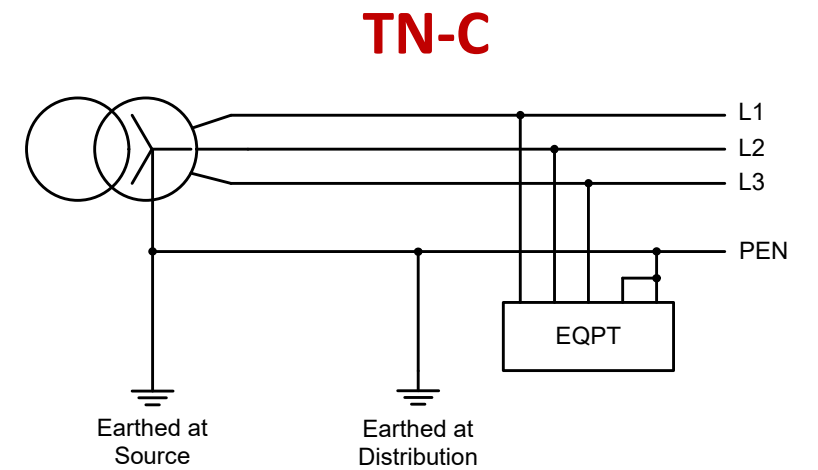 TN-C
L1
L2
L3
PEN
EQPT
Earthed at
Source
Earthed at
Distribution